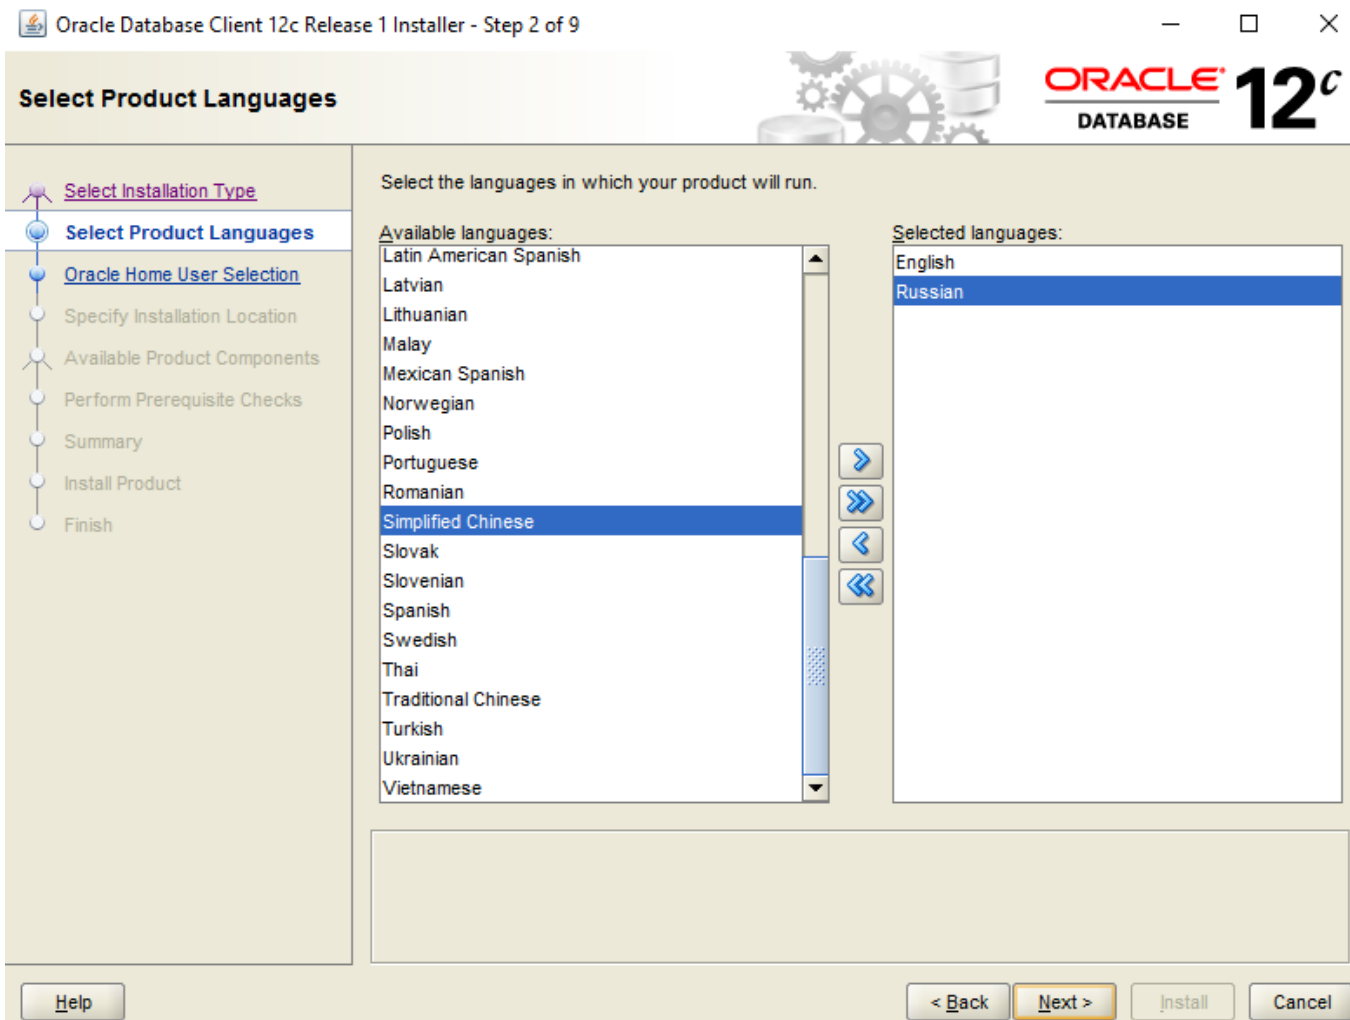 Oracle Database Client 12c Release 1 Installer - Step 2 of 9
Select Product Languages
ORACLE
DATABASE
12c
Select Installation Type
Select Product Languages
Oracle Home User Selection
Specify Installation Location
Available Product Components
Perform Prerequisite Checks
Summary
Install Product
Finish
Select the languages in which your product will run.
Available languages:
Latin American Spanish
Latvian
Lithuanian
Malay
Mexican Spanish
Norwegian
Polish
Portuguese
Romanian
Simplified Chinese
Slovak
Slovenian
Spanish
Swedish
Thai
Traditional Chinese
Turkish
Ukrainian
Vietnamese
Selected languages:
English
Russian
Help
< Back
Next >
Install
Cancel